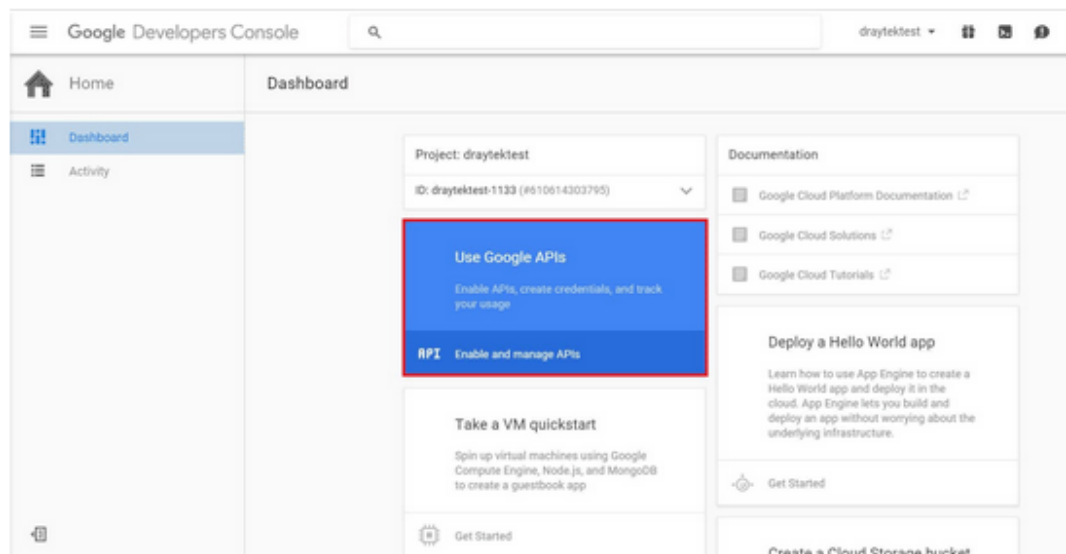 Google Developers Console
draytektest
Home
Dashboard
Dashboard
Activity
Project: draytektest
ID: draytektest-1133 (#610614303795)
Use Google APIs
Enable APIs, create credentials, and track
your usage
API Enable and manage APIs
Take a VM quickstart
Spin up virtual machines using Google
Compute Engine, Node.js, and MongoDB
to create a guestbook app
Get Started
Documentation
Google Cloud Platform Documentation
Google Cloud Solutions
Google Cloud Tutorials
Deploy a Hello World app
Learn how to use App Engine to create a
Hello World app and deploy it in the
cloud. App Engine lets you build and
deploy an app without worrying about the
underlying infrastructure.
Get Started
Create a Cloud Storage bucket